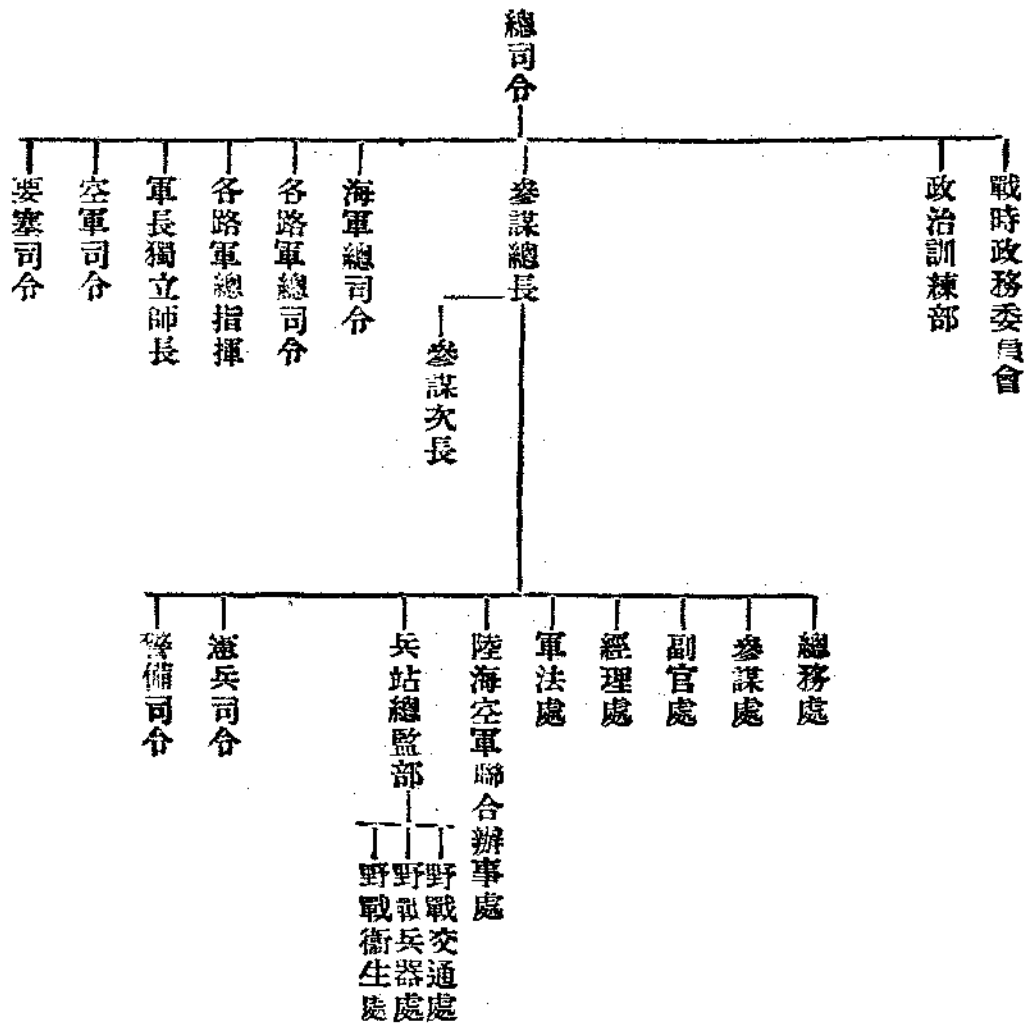 總司令
戰時政務委員會
政治訓練部
參謀總長
海軍總司令
各路軍總司令
各路軍總指揮
軍長獨立師長
空軍司令
要塞司令
參謀次長
總務處
參謀處
副官處
經理處
軍法處
陸海空軍聯合辦事處
兵站總監部
憲兵司令
警備司令
野戰交通處
野戰兵器處
野戰衞生處